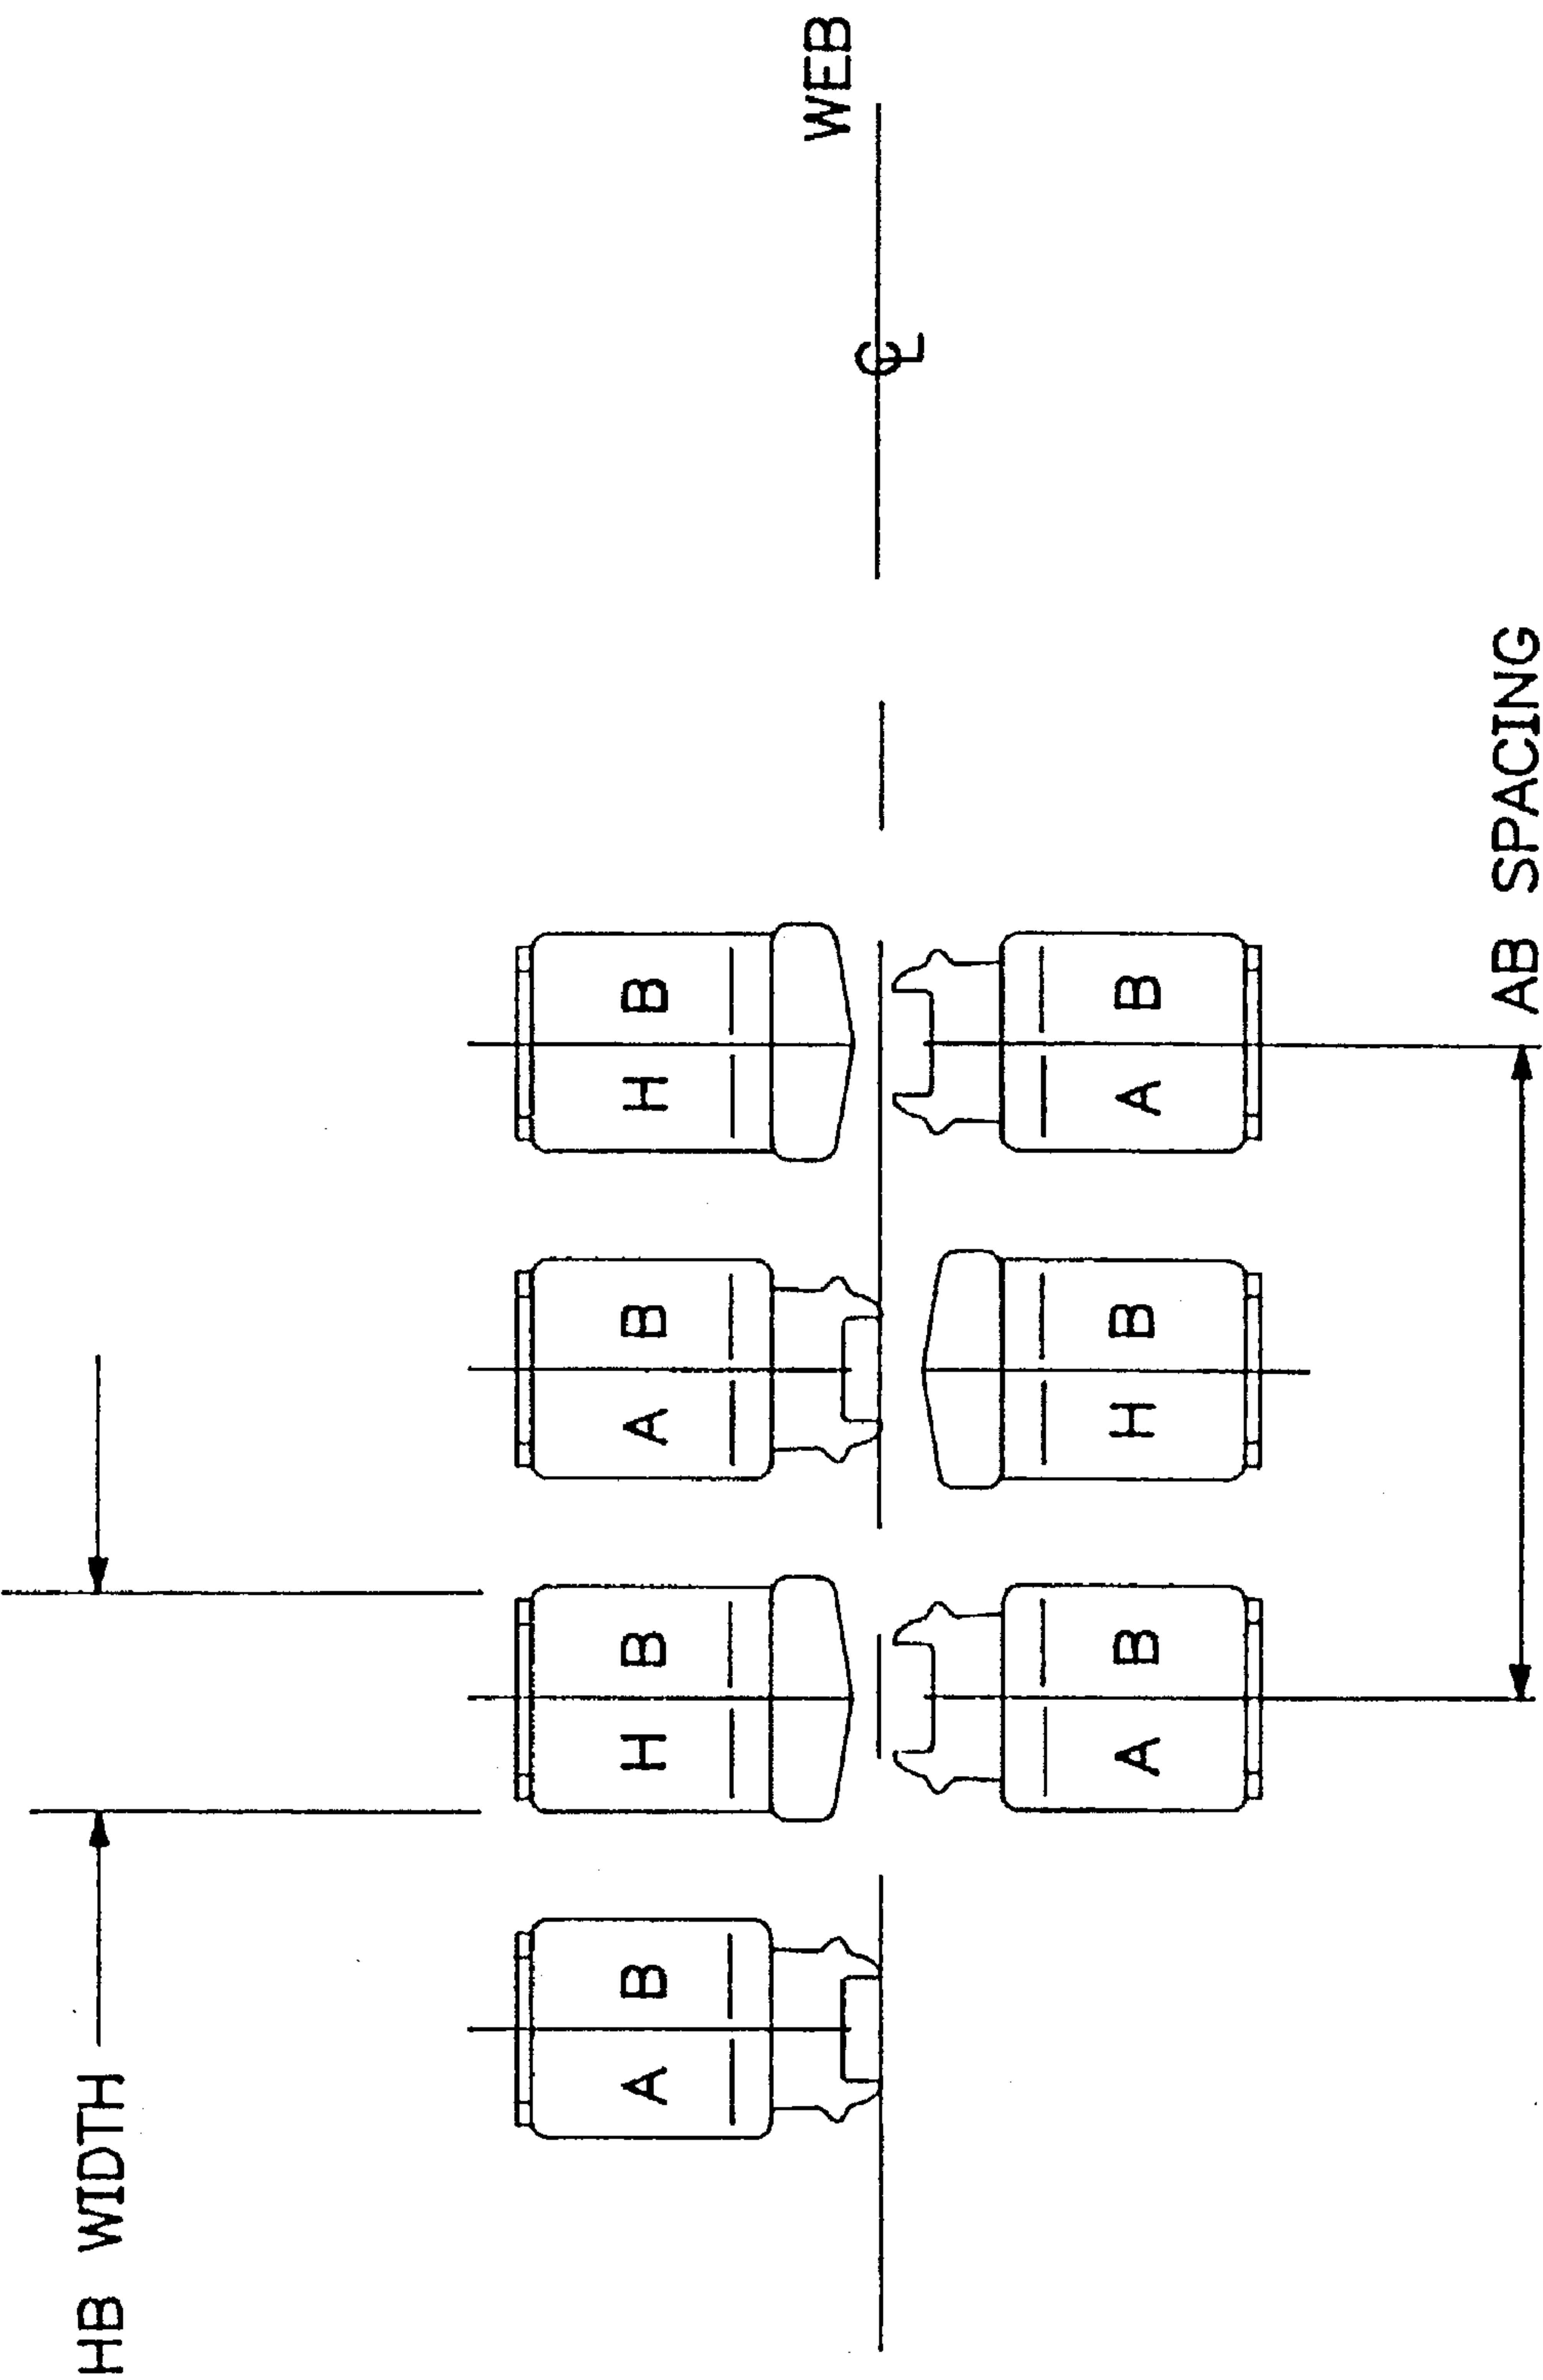 HB WIDTH
A B H B A B H B
WEB
℄
A B H B A B
AB SPACING